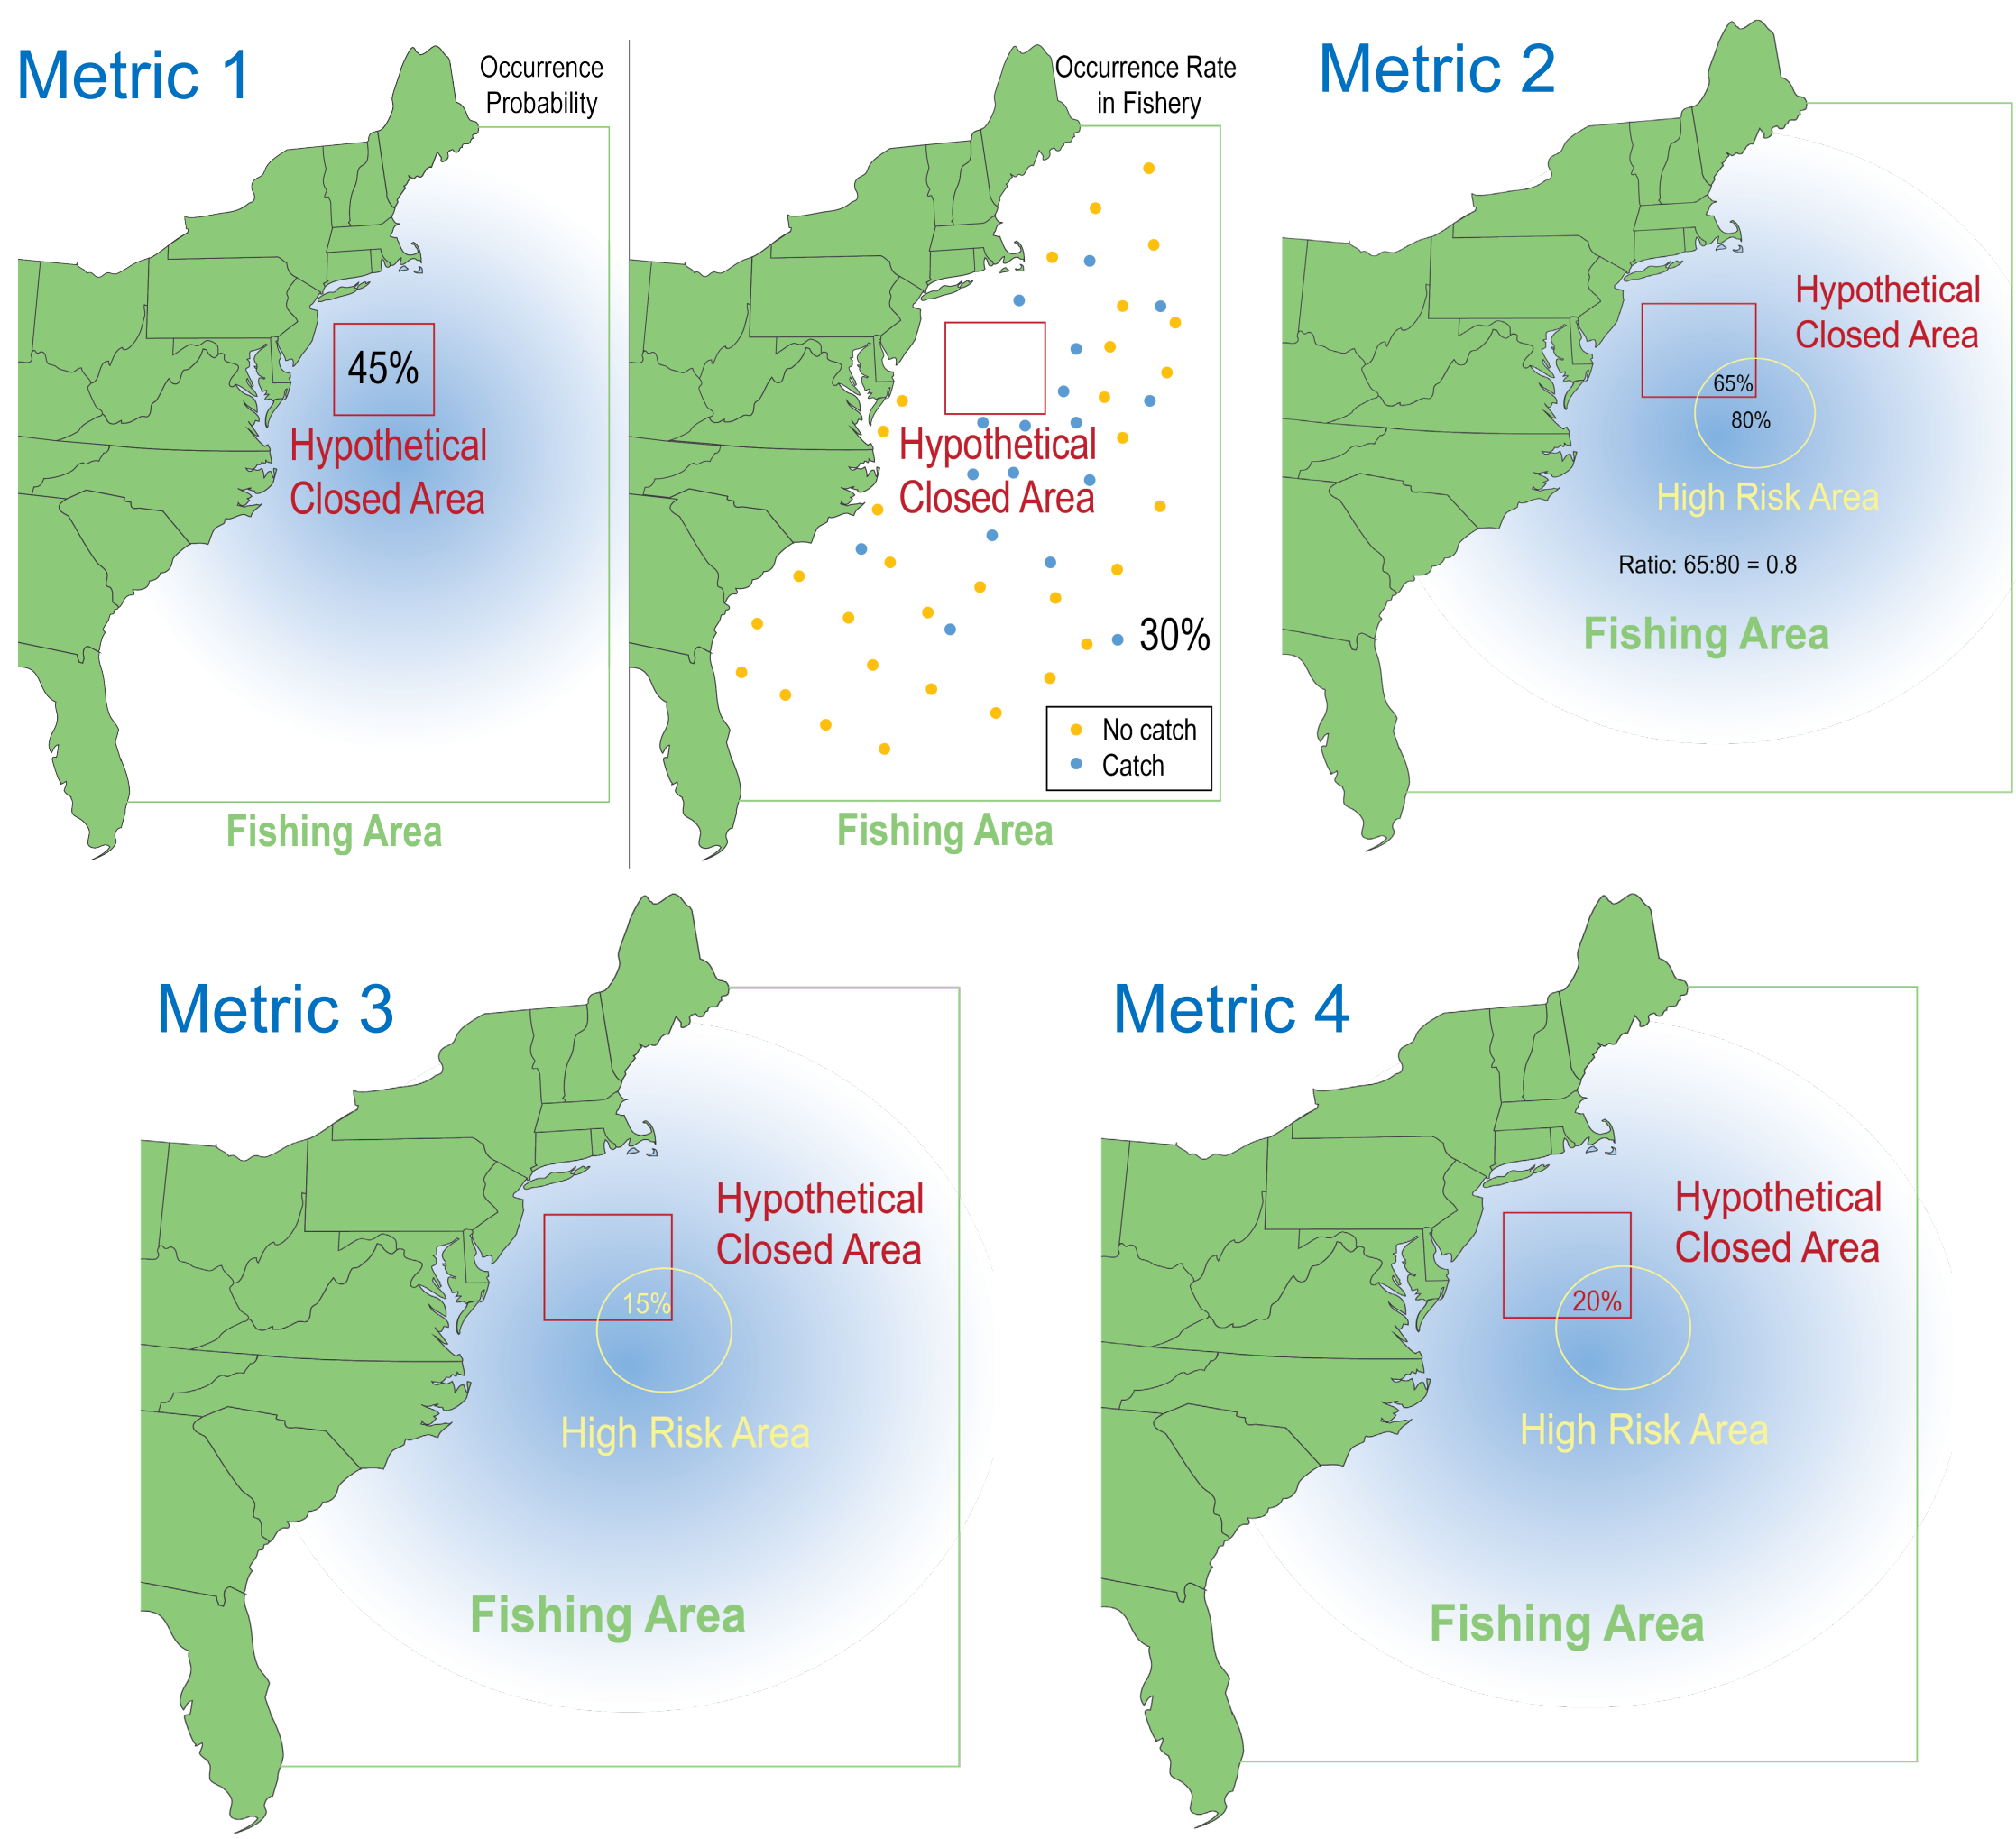 Metric 1
Occurrence
Probability
45%
Hypothetical
Closed Area
Fishing Area
Occurrence Rate
in Fishery
Hypothetical
Closed Area
30%
No catch
Catch
Fishing Area
Metric 2
Hypothetical
Closed Area
65%
80%
High Risk Area
Ratio: 65:80 = 0.8
Fishing Area
Metric 3
Hypothetical
Closed Area
15%
High Risk Area
Fishing Area
Metric 4
Hypothetical
Closed Area
20%
High Risk Area
Fishing Area